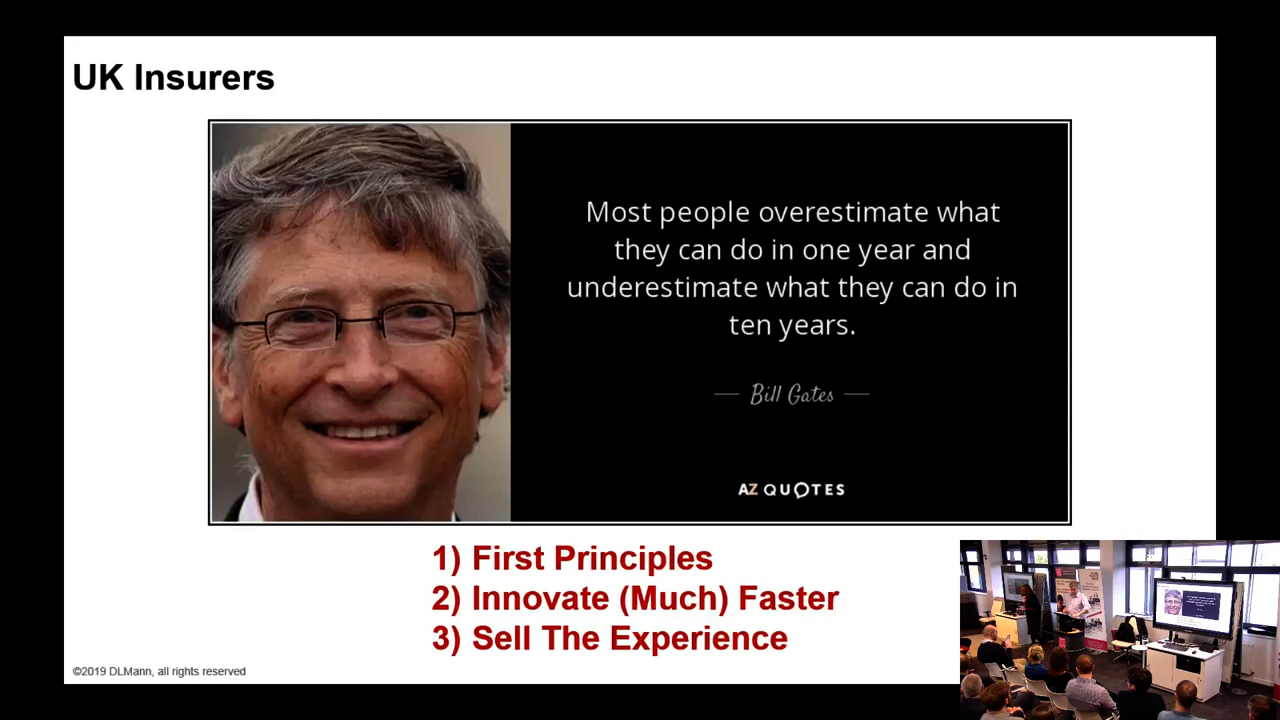 UK Insurers
Most people overestimate what
they can do in one year and
underestimate what they can do in
ten years.
Bill Gates
AZ QUOTES
1) First Principles
2) Innovate (Much) Faster
3) Sell The Experience
©2019 DLMann, all rights reserved